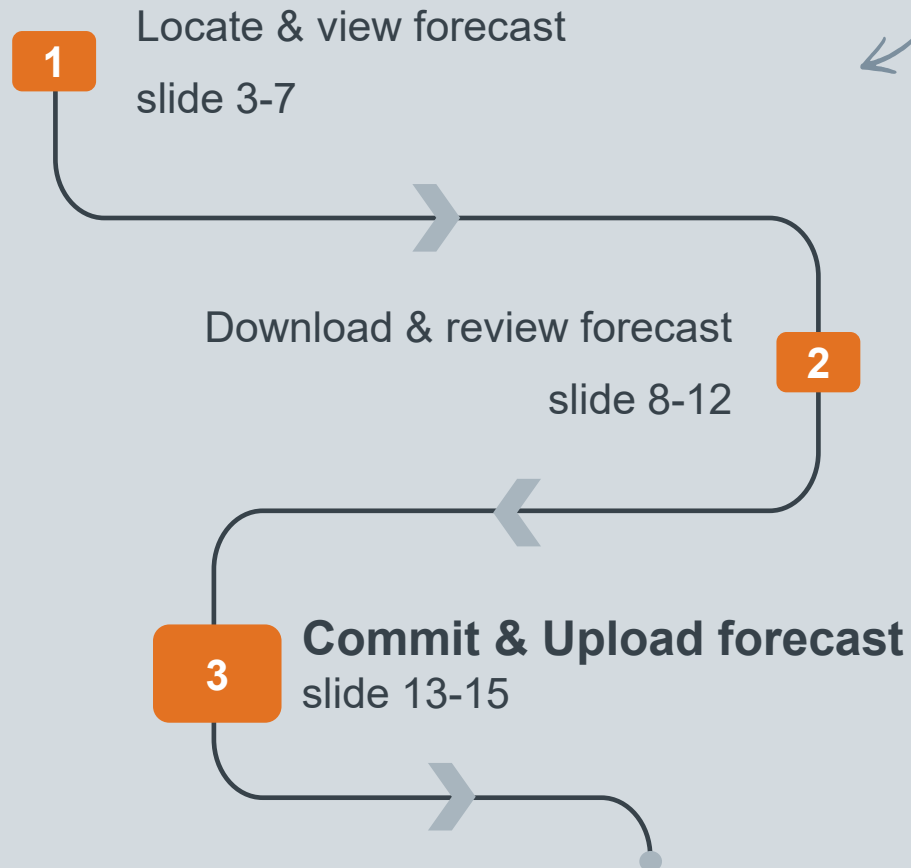 Locate & view forecast
1
slide 3-7
Download & review forecast
2
slide 8-12
Commit & Upload forecast
3
slide 13-15